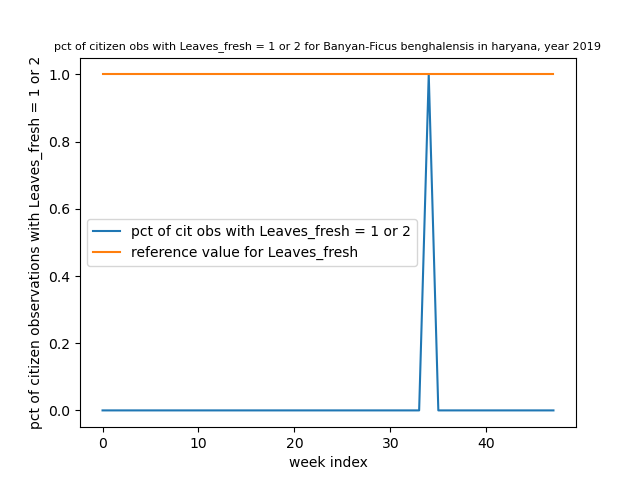 pct of citizen obs with Leaves_fresh = 1 or 2 for Banyan-Ficus benghalensis in haryana, year 2019
pct of citizen observations with Leaves_fresh = 1 or 2
1.0
0.8
0.6
0.4
0.2
0.0
pct of cit obs with Leaves_fresh = 1 or 2
reference value for Leaves_fresh
0 10 20 30 40
week index